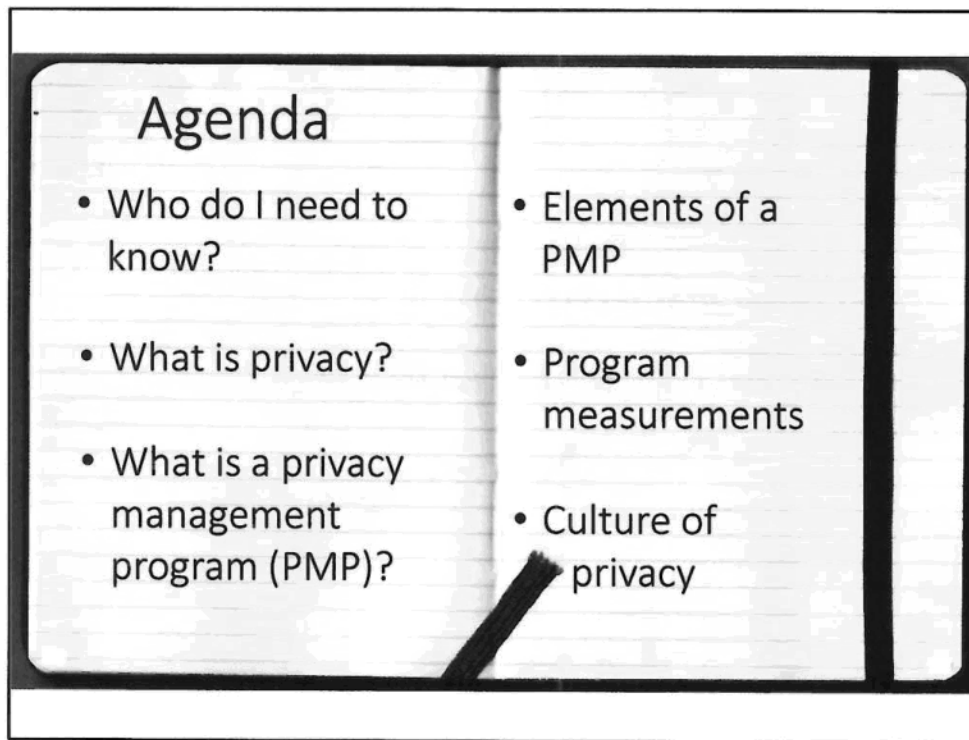 Agenda
• Who do I need to
know?
• What is privacy?
• What is a privacy
management
program (PMP)?
• Elements of a
PMP
• Program
measurements
• Culture of
privacy